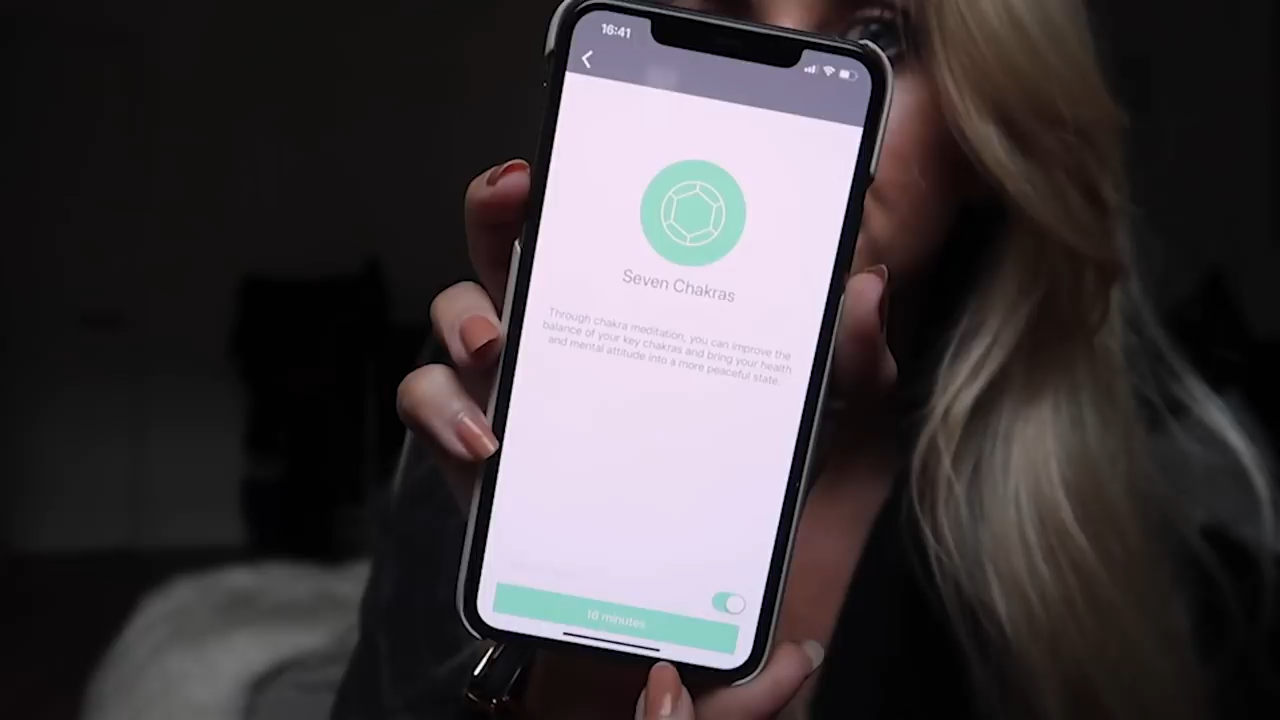 16:41
Seven Chakras
Through chakra meditation, you can improve the
balance of your key chakras and bring your health
and mental attitude into a more peaceful state.
16 minutes